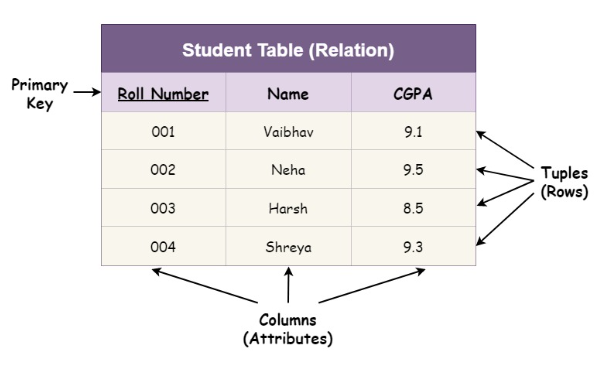 Student Table (Relation)
Primary
Key
Roll Number Name CGPA
001 Vaibhav 9.1
002 Neha 9.5
003 Harsh 8.5
004 Shreya 9.3
Tuples
(Rows)
Columns
(Attributes)